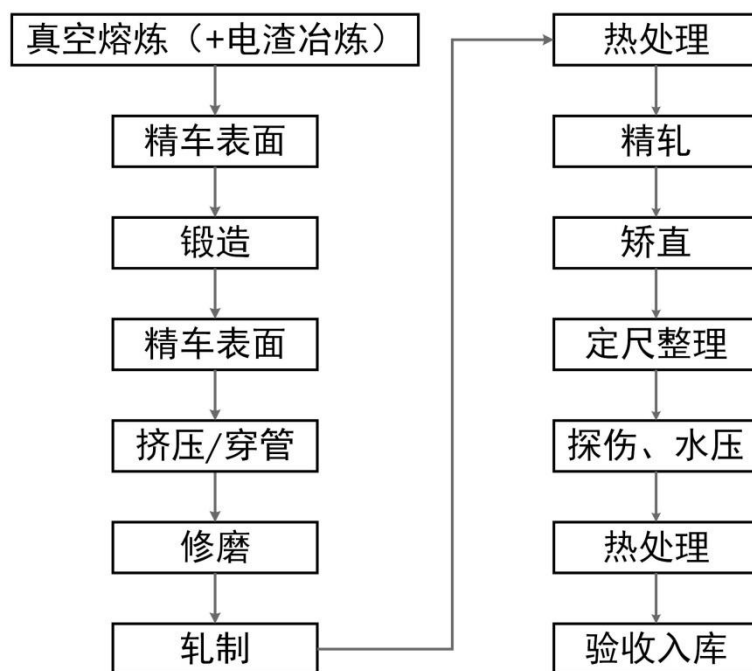 真空熔炼（+电渣冶炼）
精车表面
锻造
精车表面
挤压/穿管
修磨
轧制
热处理
精轧
矫直
定尺整理
探伤、水压
热处理
验收入库